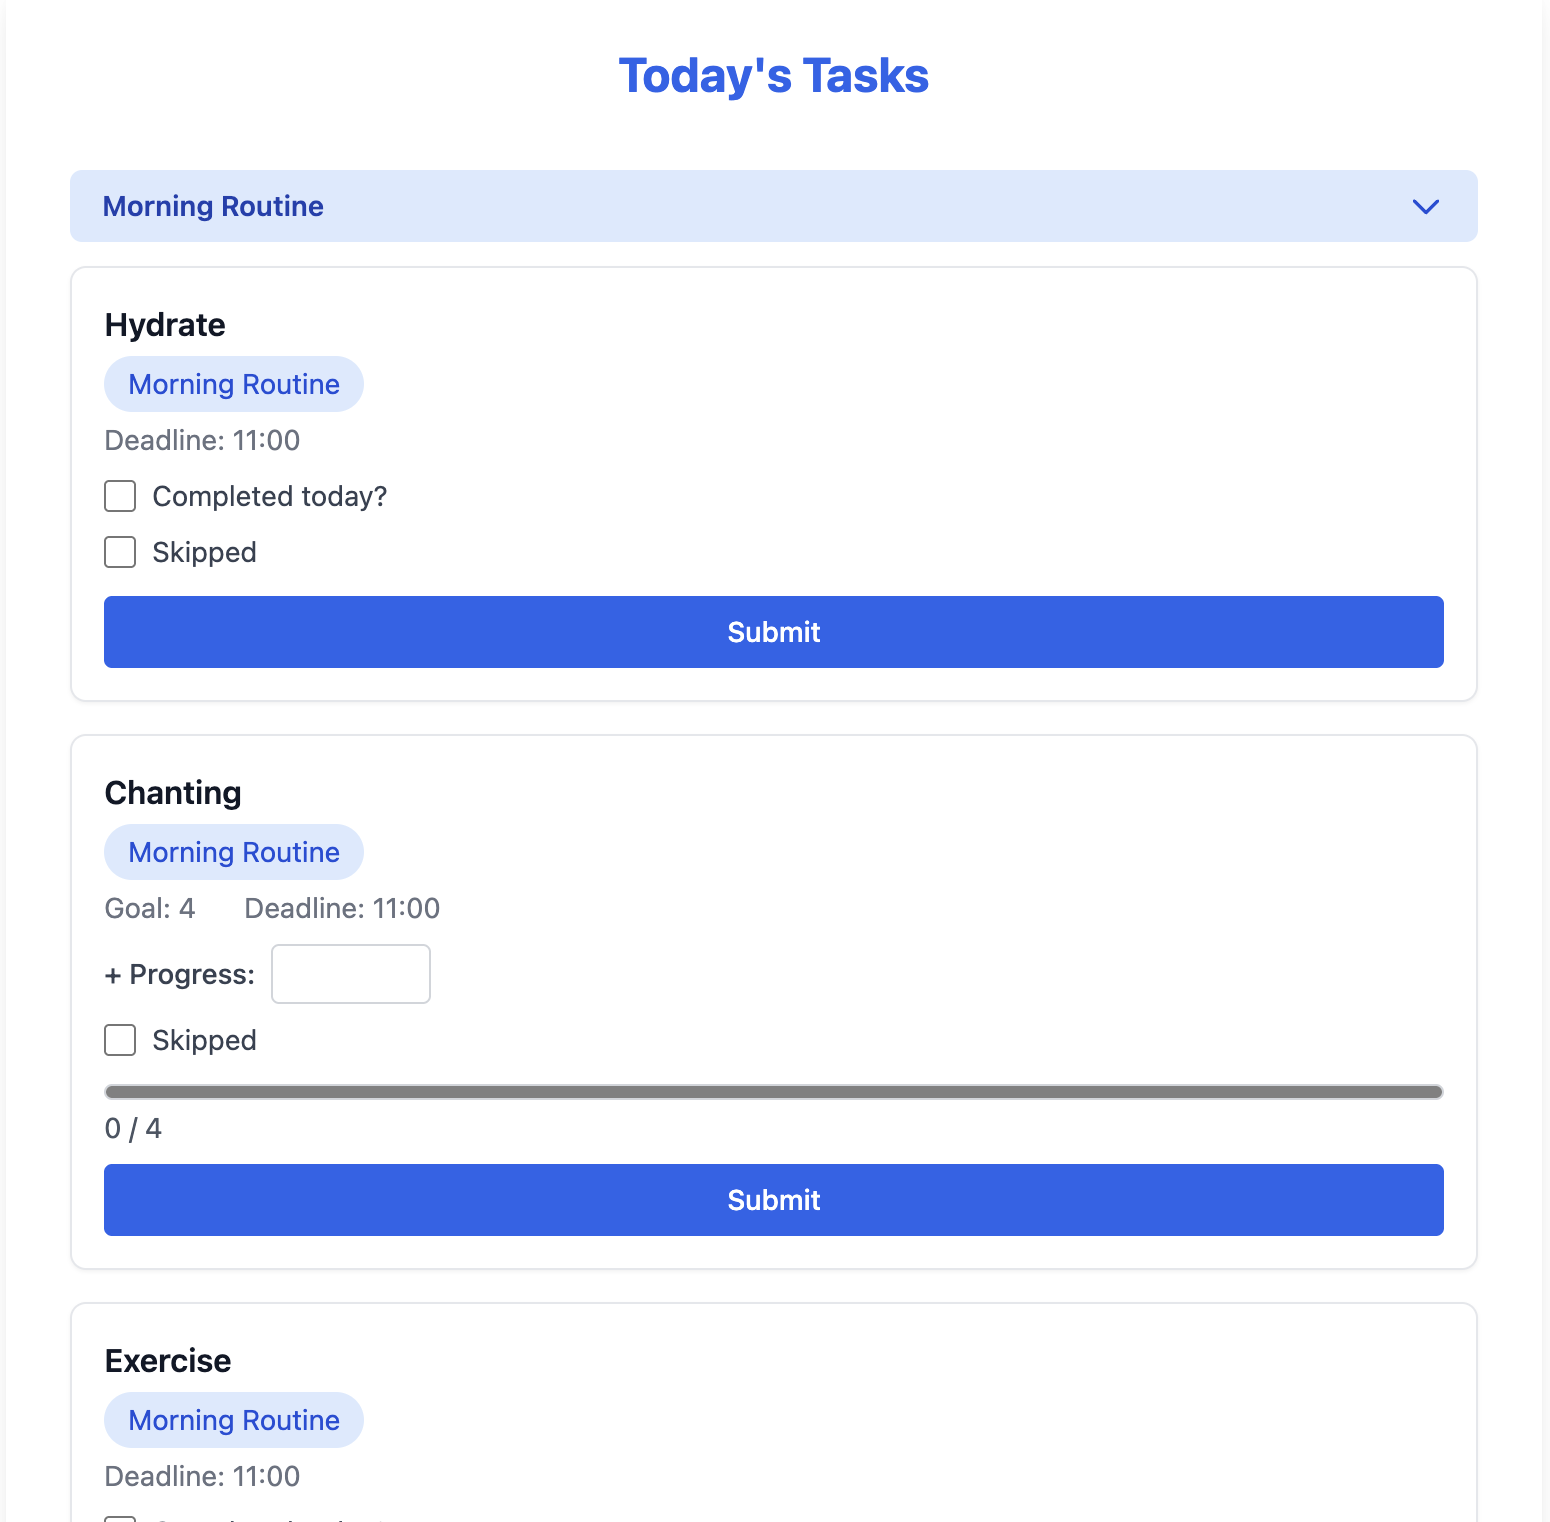 Today's Tasks
Morning Routine
Hydrate
Morning Routine
Deadline: 11:00
Completed today?
Skipped
Submit
Chanting
Morning Routine
Goal: 4 Deadline: 11:00
+ Progress:
Skipped
0 / 4
Submit
Exercise
Morning Routine
Deadline: 11:00